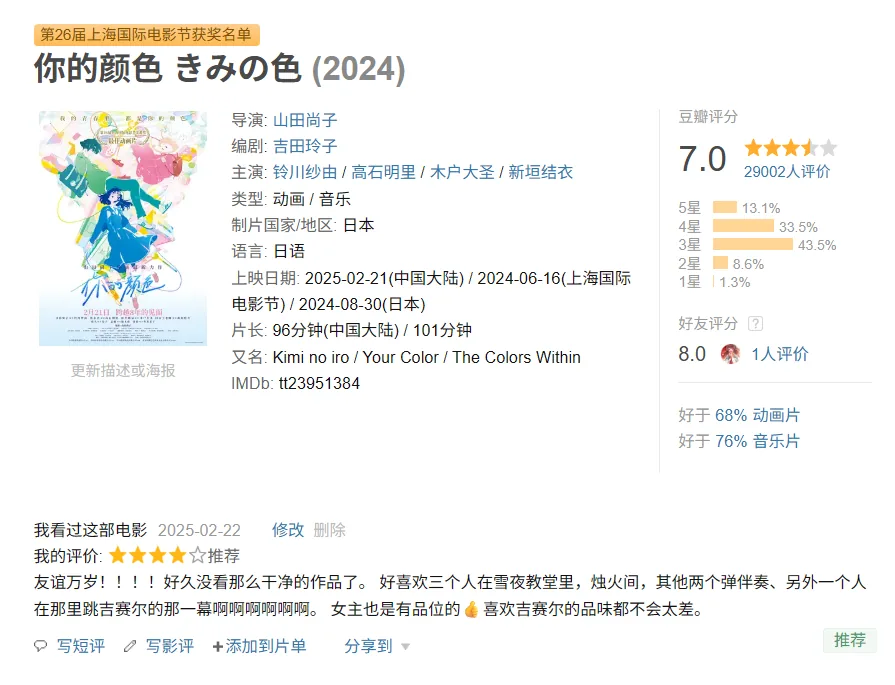 第26届上海国际电影节获奖名单
你的颜色 きみの色 (2024)
你的颜色
2月21日 跨越8年的见面
更新描述或海报
导演: 山田尚子
编剧: 吉田玲子
主演: 铃川纱由 / 高石明里 / 木户大圣 / 新垣结衣
类型: 动画 / 音乐
制片国家/地区: 日本
语言: 日语
上映日期: 2025-02-21(中国大陆) / 2024-06-16(上海国际
电影节) / 2024-08-30(日本)
片长: 96分钟(中国大陆) / 101分钟
又名: Kimi no iro / Your Color / The Colors Within
IMDb: tt23951384
豆瓣评分
7.0
29002人评价
5星 13.1%
4星 33.5%
3星 43.5%
2星 8.6%
1星 1.3%
好友评分 ?
8.0 1人评价
好于 68% 动画片
好于 76% 音乐片
我看过这部电影 2025-02-22 修改 删除
我的评价: ★★★★☆推荐
友谊万岁！！！！好久没看那么干净的作品了。 好喜欢三个人在雪夜教堂里，烛火间，其他两个弹伴奏、另外一个人
在那里跳吉赛尔的那一幕啊啊啊啊啊啊。 女主也是有品位的👍喜欢吉赛尔的品味都不会太差。
写短评 写影评 +添加到片单 分享到 推荐